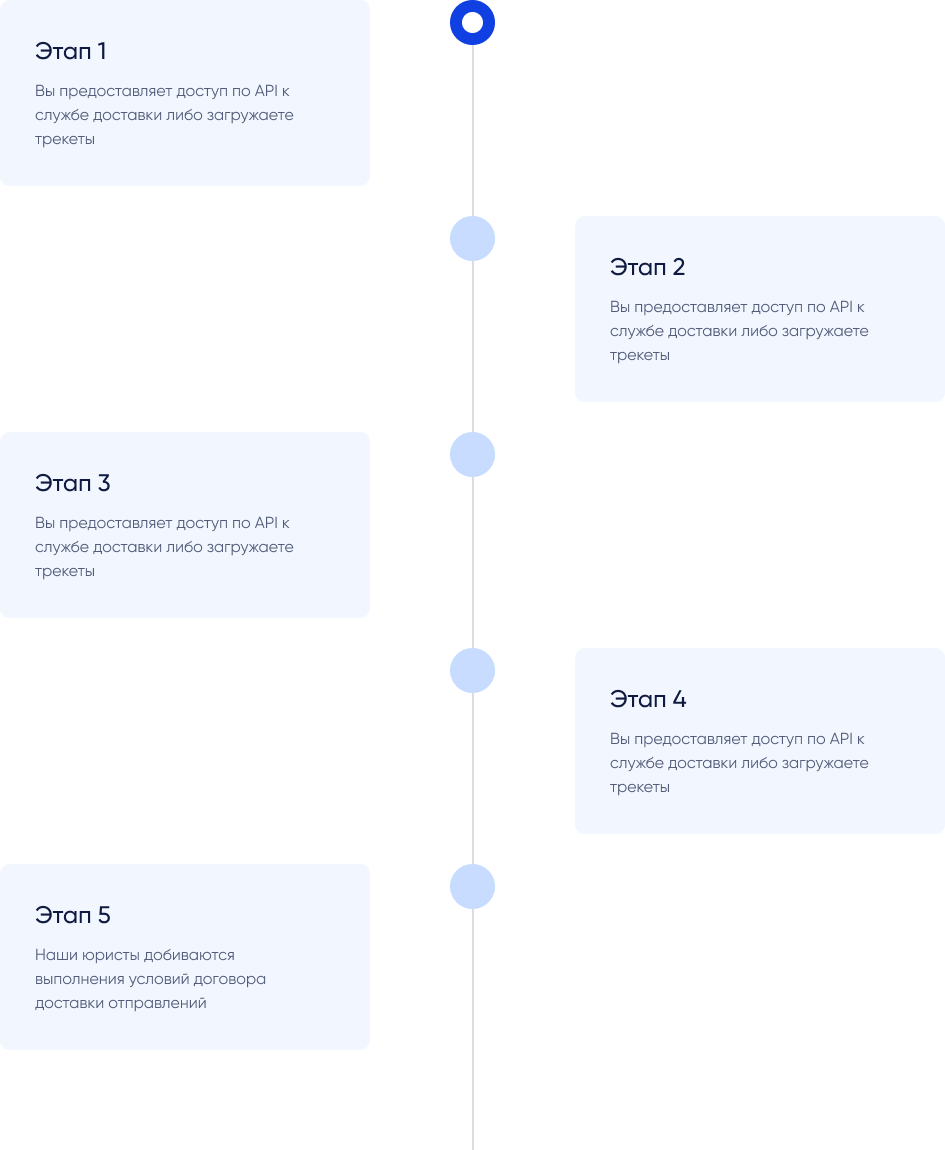 Этап 1
Вы предоставляет доступ по API к
службе доставки либо загружаете
трекеты
Этап 2
Вы предоставляет доступ по API к
службе доставки либо загружаете
трекеты
Этап 3
Вы предоставляет доступ по API к
службе доставки либо загружаете
трекеты
Этап 4
Вы предоставляет доступ по API к
службе доставки либо загружаете
трекеты
Этап 5
Наши юристы добиваются
выполнения условий договора
доставки отправлений